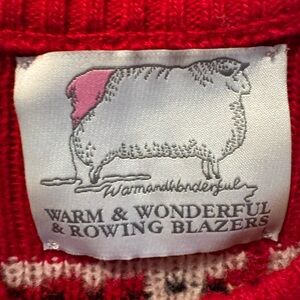 Warmandwonderful
WARM & WONDERFUL
& ROWING BLAZERS